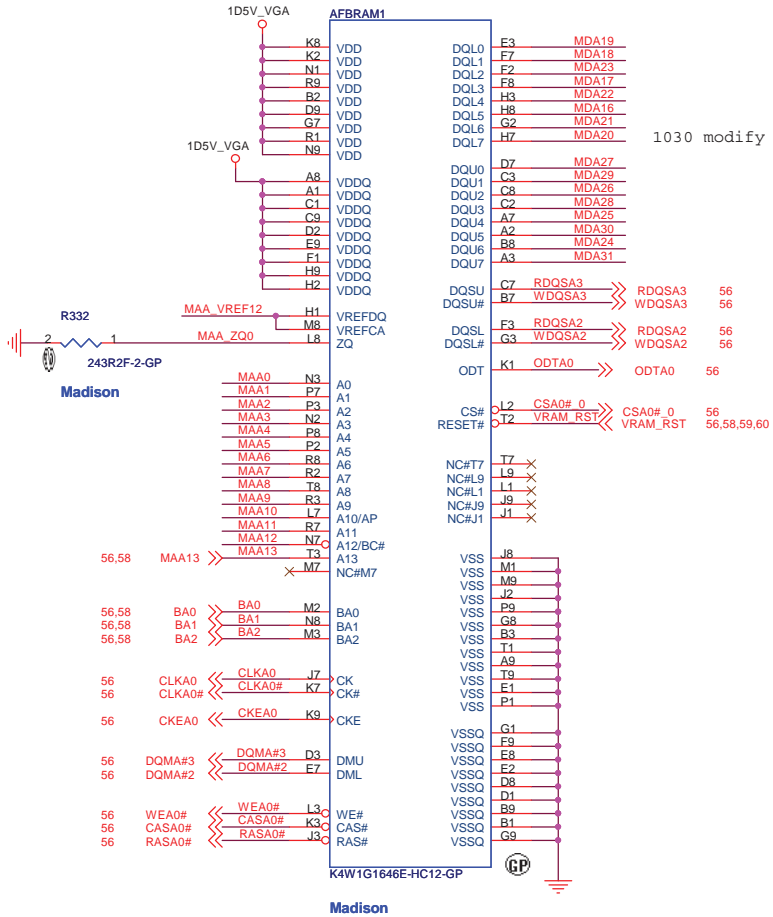 1D5V_VGA
AFBRAM1
K8 VDD
K2 VDD
N1 VDD
R9 VDD
B2 VDD
D9 VDD
G7 VDD
R1 VDD
N9 VDD
1D5V_VGA
A8 VDDQ
A1 VDDQ
C1 VDDQ
C9 VDDQ
D2 VDDQ
E9 VDDQ
F1 VDDQ
H9 VDDQ
H2 VDDQ
MAA_VREF12 H1 VREFDQ
M8 VREFCA
R332
2 1 MAA_ZQ0 L8 ZQ
243R2F-2-GP
Madison
MAA0 N3 A0
MAA1 P7 A1
MAA2 P3 A2
MAA3 N2 A3
MAA4 P8 A4
MAA5 P2 A5
MAA6 R8 A6
MAA7 R2 A7
MAA8 T8 A8
MAA9 R3 A9
MAA10 L7 A10/AP
MAA11 R7 A11
MAA12 N7 A12/BC#
56,58 MAA13 MAA13 T3 A13
M7 NC#M7
56,58 BA0 BA0 M2 BA0
56,58 BA1 BA1 N8 BA1
56,58 BA2 BA2 M3 BA2
56 CLKA0 CLKA0 J7 CK
56 CLKA0# CLKA0# K7 CK#
56 CKEA0 CKEA0 K9 CKE
56 DQMA#3 DQMA#3 D3 DMU
56 DQMA#2 DQMA#2 E7 DML
56 WEA0# WEA0# L3 WE#
56 CASA0# CASA0# K3 CAS#
56 RASA0# RASA0# J3 RAS#
DQL0 E3 MDA19
DQL1 F7 MDA18
DQL2 F2 MDA23
DQL3 F8 MDA17
DQL4 H3 MDA22
DQL5 H8 MDA16
DQL6 G2 MDA21
DQL7 H7 MDA20
1030 modify
DQU0 D7 MDA27
DQU1 C3 MDA29
DQU2 C8 MDA26
DQU3 C2 MDA28
DQU4 A7 MDA25
DQU5 A2 MDA30
DQU6 B8 MDA24
DQU7 A3 MDA31
DQSU C7 RDQSA3 RDQSA3 56
DQSU# B7 WDQSA3 WDQSA3 56
DQSL F3 RDQSA2 RDQSA2 56
DQSL# G3 WDQSA2 WDQSA2 56
ODT K1 ODTA0 ODTA0 56
CS# L2 CSA0#_0 CSA0#_0 56
RESET# T2 VRAM_RST VRAM_RST 56,58,59,60
NC#T7 T7
NC#L9 L9
NC#L1 L1
NC#J9 J9
NC#J1 J1
VSS J8
VSS M1
VSS M9
VSS J2
VSS P9
VSS G8
VSS B3
VSS T1
VSS A9
VSS T9
VSS E1
VSS P1
VSSQ G1
VSSQ F9
VSSQ E8
VSSQ E2
VSSQ D8
VSSQ D1
VSSQ B9
VSSQ B1
VSSQ G9
K4W1G1646E-HC12-GP
GP
Madison